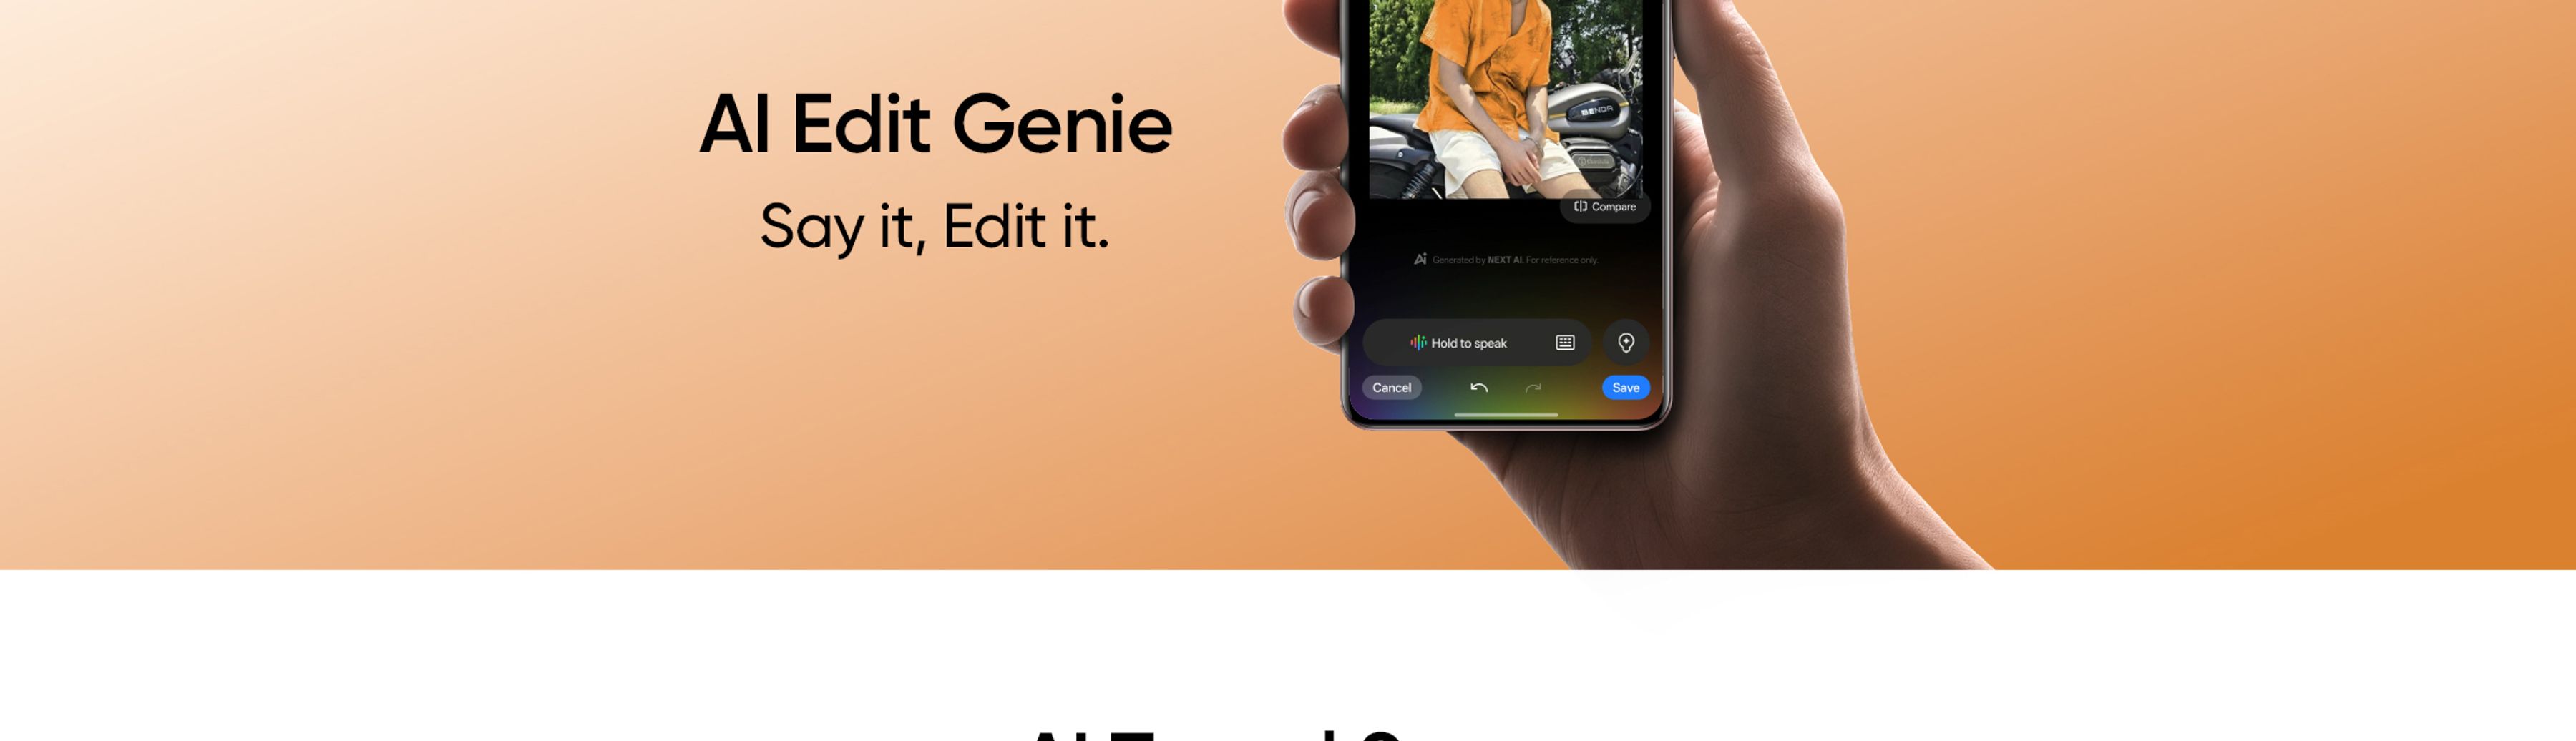 AI Edit Genie
Say it, Edit it.
BENDA
Compare
Generated by NEXT AI. For reference only.
Hold to speak
Cancel
Save